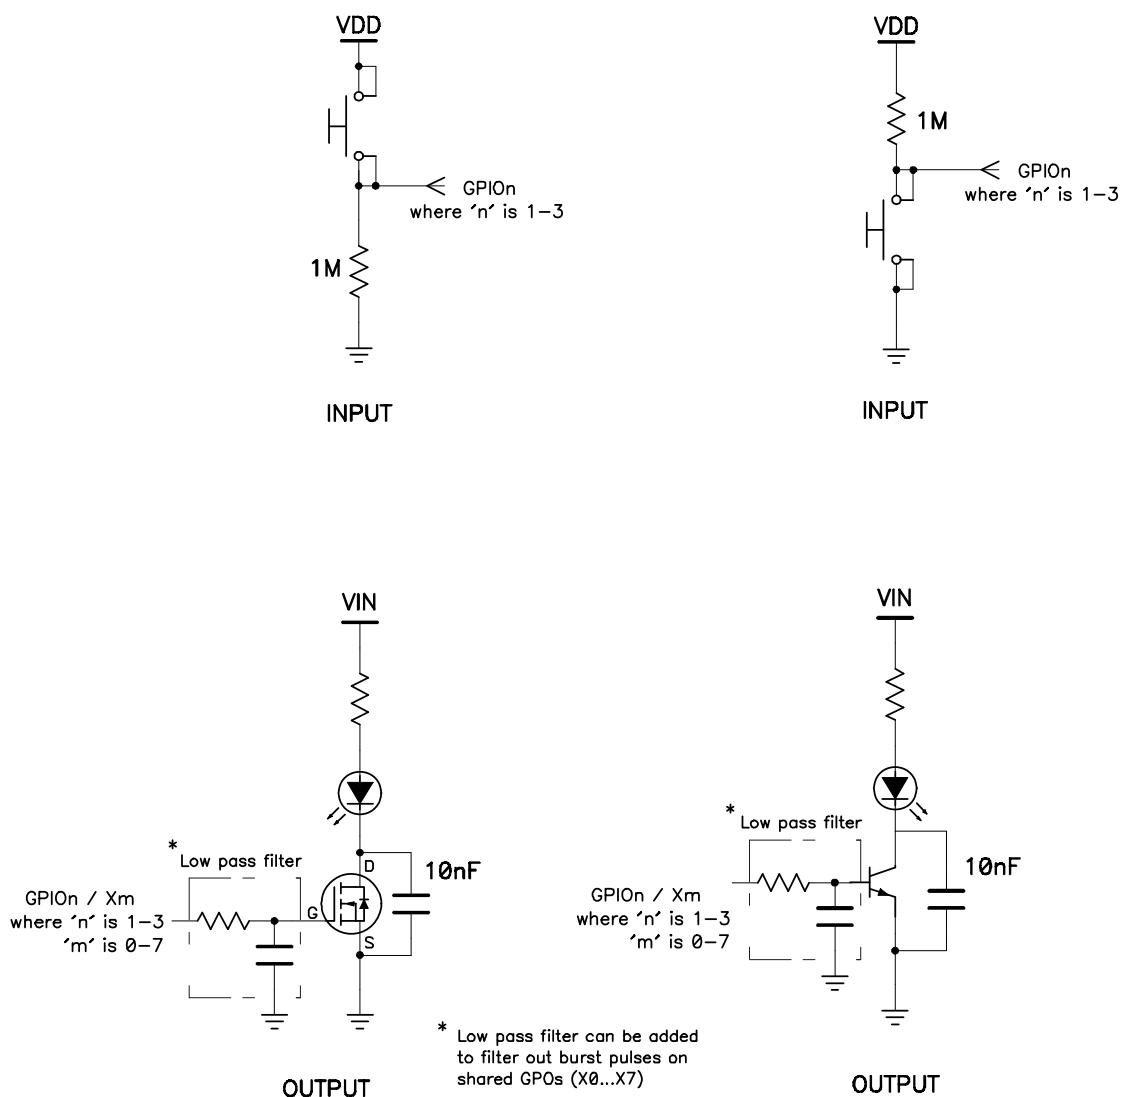 VDD
1M
GPIOn
where ‘n’ is 1–3
INPUT
VDD
1M
GPIOn
where ‘n’ is 1–3
INPUT
VIN
*
Low pass filter
GPIOn / Xm
where ‘n’ is 1–3
‘m’ is 0–7
G
D
S
10nF
OUTPUT
VIN
*
Low pass filter
GPIOn / Xm
where ‘n’ is 1–3
‘m’ is 0–7
10nF
OUTPUT
* Low pass filter can be added
to filter out burst pulses on
shared GPOs (X0...X7)